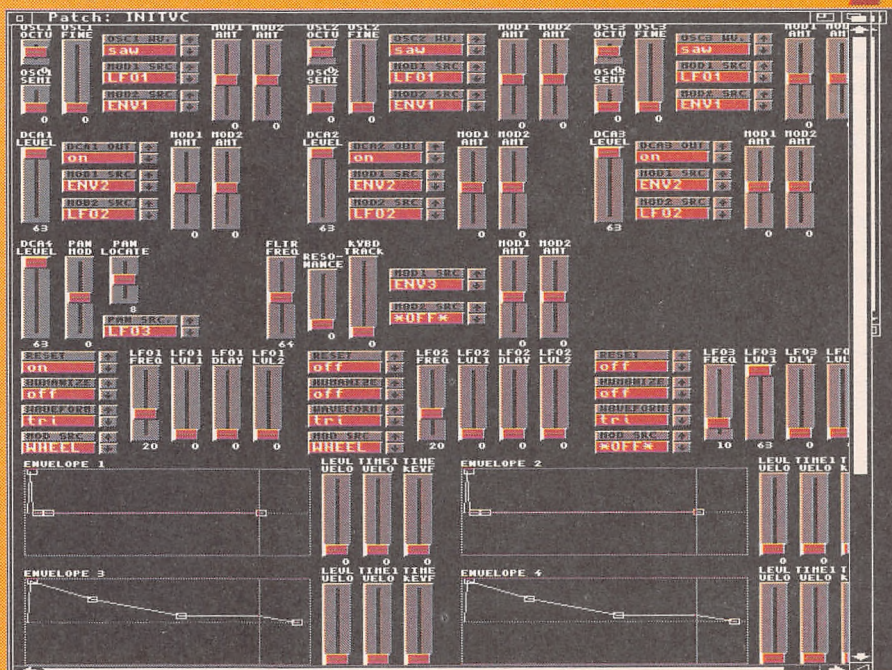 Patch: INITVC
OSC1 OCTV OSC1 FINE OSC1 WV. MOD1 AMT MOD2 AMT OSC2 OCTV OSC2 FINE OSC2 WV. MOD1 AMT MOD2 AMT OSC3 OCTV OSC3 FINE OSC3 WV. MOD1 AMT MOD2 AMT
saw saw saw
OSC1 SEMI MOD1 SRC OSC2 SEMI MOD1 SRC OSC3 SEMI MOD1 SRC
LFO1 LFO1 LFO1
MOD2 SRC MOD2 SRC MOD2 SRC
ENV1 ENV1 ENV1
0 0 0 0 0 0 0 0 0
DCA1 LEVEL DCA1 OUT MOD1 AMT MOD2 AMT DCA2 LEVEL DCA2 OUT MOD1 AMT MOD2 AMT DCA3 LEVEL DCA3 OUT MOD1 AMT MOD2 AMT
on on on
MOD1 SRC MOD1 SRC MOD1 SRC
ENV2 ENV2 ENV2
MOD2 SRC MOD2 SRC MOD2 SRC
LFO2 LFO2 LFO2
63 0 63 0 63 0
DCA4 LEVEL PAN MOD PAN LOCATE FLTR FREQ RESO-MANCE KYBD TRACK MOD1 AMT MOD2 AMT
MOD1 SRC
ENV3
8
PAN SRC. MOD2 SRC
LFO3 *OFF*
63 0 64 0 0
RESET LFO1 FREQ LFO1 LVL1 LFO1 DLAY LFO1 LVL2 RESET LFO2 FREQ LFO2 LVL1 LFO2 DLAY LFO2 LVL2 RESET LFO3 FREQ LFO3 LVL1 LFO3 DLY
on off off
HUMANIZE HUMANIZE HUMANIZE
off off off
WAVEFORM WAVEFORM WAVEFORM
tri tri tri
MOD SRC MOD SRC MOD SRC
WHEEL WHEEL *OFF*
20 0 0 0 20 0 0 0 10 63 0 0
ENVELOPE 1 LEVL VELO TIME1 VELO TIME KEYF ENVELOPE 2 LEVL VELO TIME1 VELO
0 0 0 0 0
ENVELOPE 3 LEVL VELO TIME1 VELO TIME KEYF ENVELOPE 4 LEVL VELO TIME1 VELO